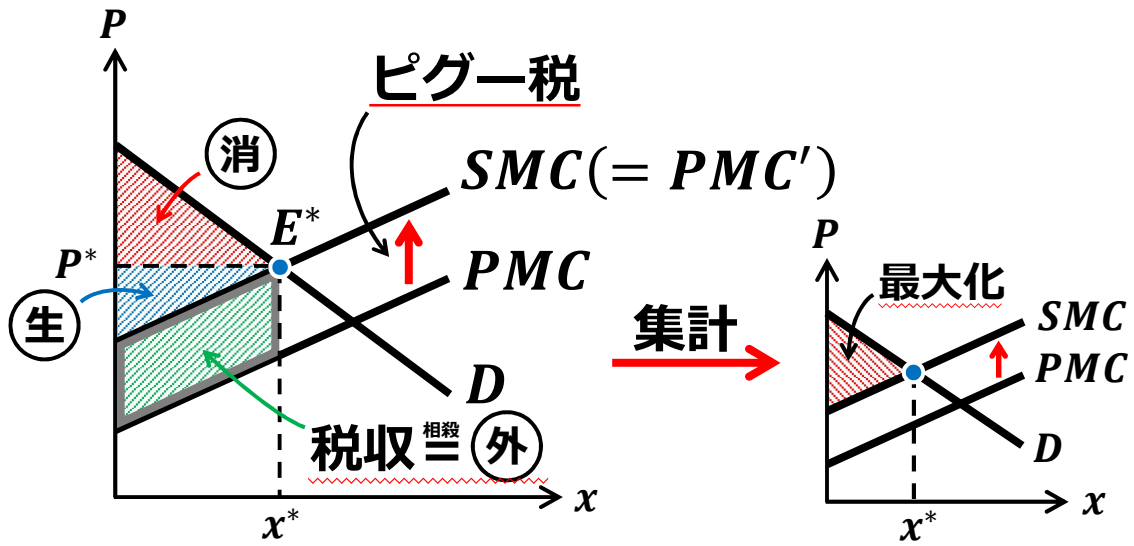 P
ピグー税
消
SMC(= PMC′)
E*
P*
PMC
生
D
税収 = 外
相殺
x*
x
集計
P
最大化
SMC
PMC
D
x*
x